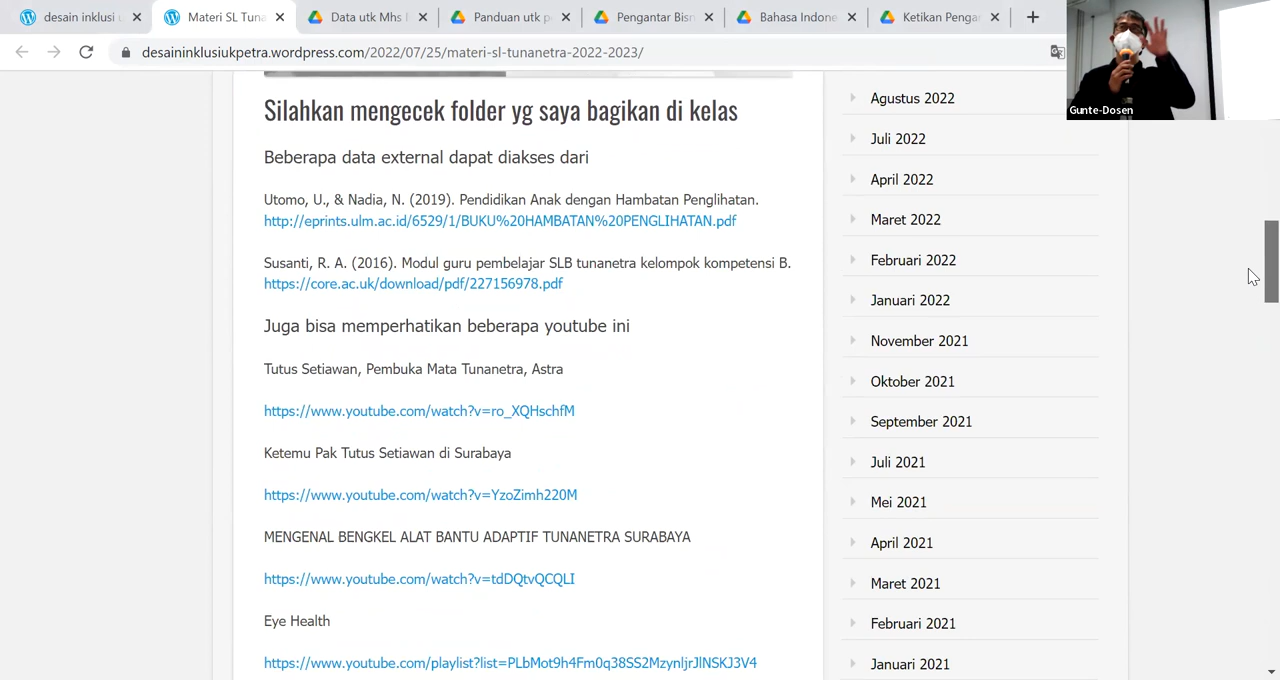 desain inklusi
Materi SL Tuna
Data utk Mhs
Panduan utk p
Pengantar Bisn
Bahasa Indone
Ketikan Penga
desaininklusiukpetra.wordpress.com/2022/07/25/materi-sl-tunanetra-2022-2023/
Gunte-Dosen
Silahkan mengecek folder yg saya bagikan di kelas
Beberapa data external dapat diakses dari
Utomo, U., & Nadia, N. (2019). Pendidikan Anak dengan Hambatan Penglihatan.
http://eprints.ulm.ac.id/6529/1/BUKU%20HAMBATAN%20PENGLIHATAN.pdf
Susanti, R. A. (2016). Modul guru pembelajar SLB tunanetra kelompok kompetensi B.
https://core.ac.uk/download/pdf/227156978.pdf
Juga bisa memperhatikan beberapa youtube ini
Tutus Setiawan, Pembuka Mata Tunanetra, Astra
https://www.youtube.com/watch?v=ro_XQHschfM
Ketemu Pak Tutus Setiawan di Surabaya
https://www.youtube.com/watch?v=YzoZimh220M
MENGENAL BENGKEL ALAT BANTU ADAPTIF TUNANETRA SURABAYA
https://www.youtube.com/watch?v=tdDQtvQCQLI
Eye Health
https://www.youtube.com/playlist?list=PLbMot9h4Fm0q38SS2MzynljrJlNSKJ3V4
Agustus 2022
Juli 2022
April 2022
Maret 2022
Februari 2022
Januari 2022
November 2021
Oktober 2021
September 2021
Juli 2021
Mei 2021
April 2021
Maret 2021
Februari 2021
Januari 2021